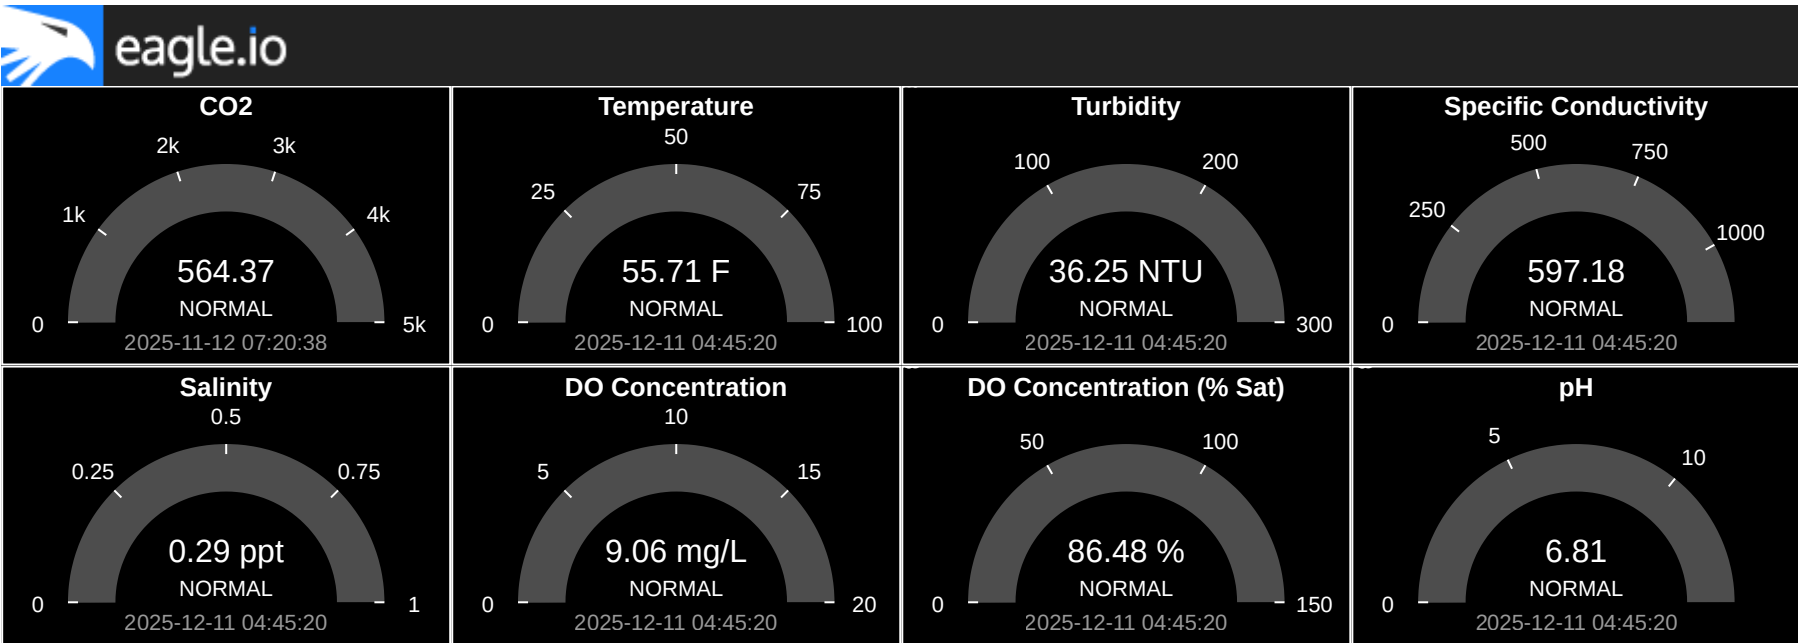 eagle.io
CO2
2k
3k
1k
4k
564.37
NORMAL
0
5k
2025-11-12 07:20:38
Temperature
50
25
75
55.71 F
NORMAL
0
100
2025-12-11 04:45:20
Turbidity
100
200
36.25 NTU
NORMAL
0
300
2025-12-11 04:45:20
Specific Conductivity
500
750
250
1000
597.18
NORMAL
0
2025-12-11 04:45:20
Salinity
0.5
0.25
0.75
0.29 ppt
NORMAL
0
1
2025-12-11 04:45:20
DO Concentration
10
5
15
9.06 mg/L
NORMAL
0
20
2025-12-11 04:45:20
DO Concentration (% Sat)
50
100
86.48 %
NORMAL
0
150
2025-12-11 04:45:20
pH
5
10
6.81
NORMAL
0
2025-12-11 04:45:20